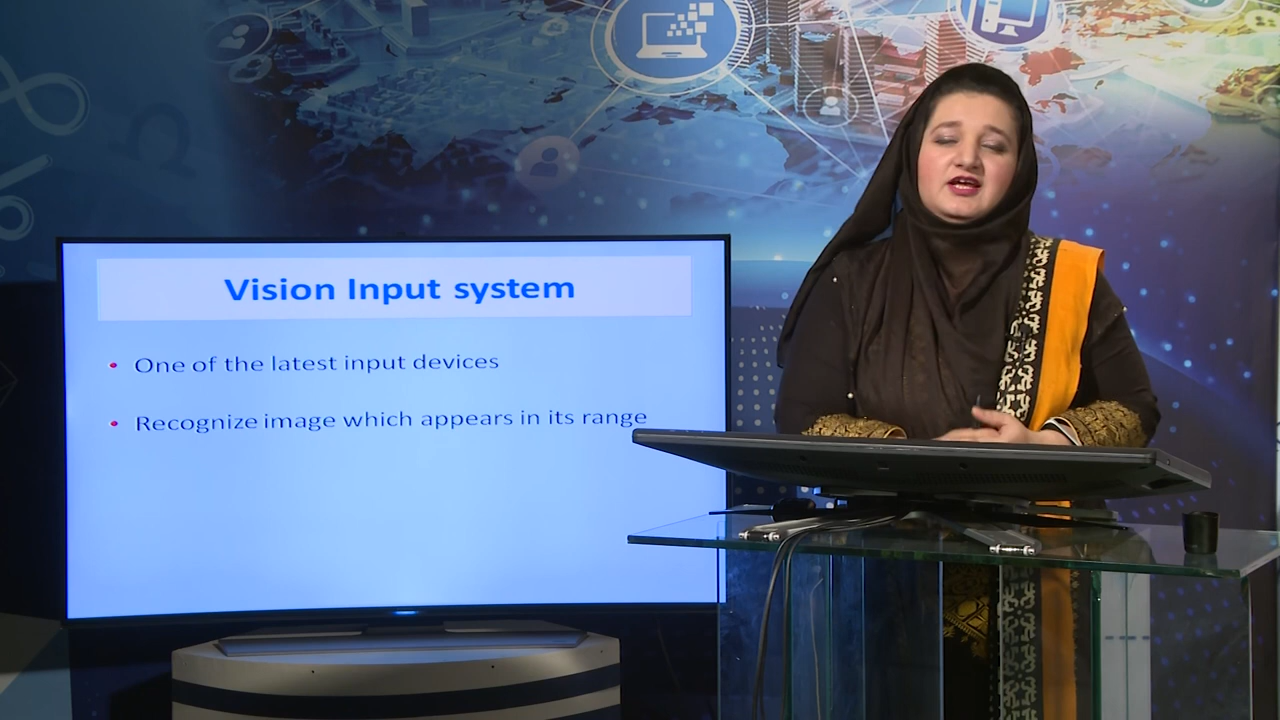 Vision Input system
• One of the latest input devices
• Recognize image which appears in its range